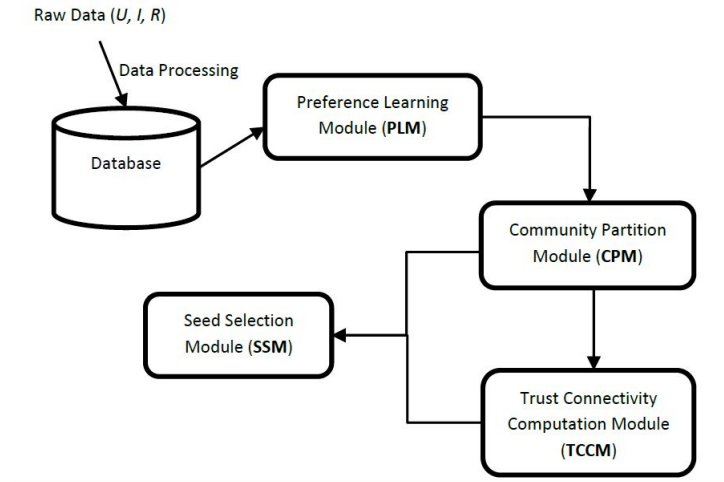 Raw Data (U, I, R)
Data Processing
Database
Preference Learning
Module (PLM)
Community Partition
Module (CPM)
Seed Selection
Module (SSM)
Trust Connectivity
Computation Module
(TCCM)